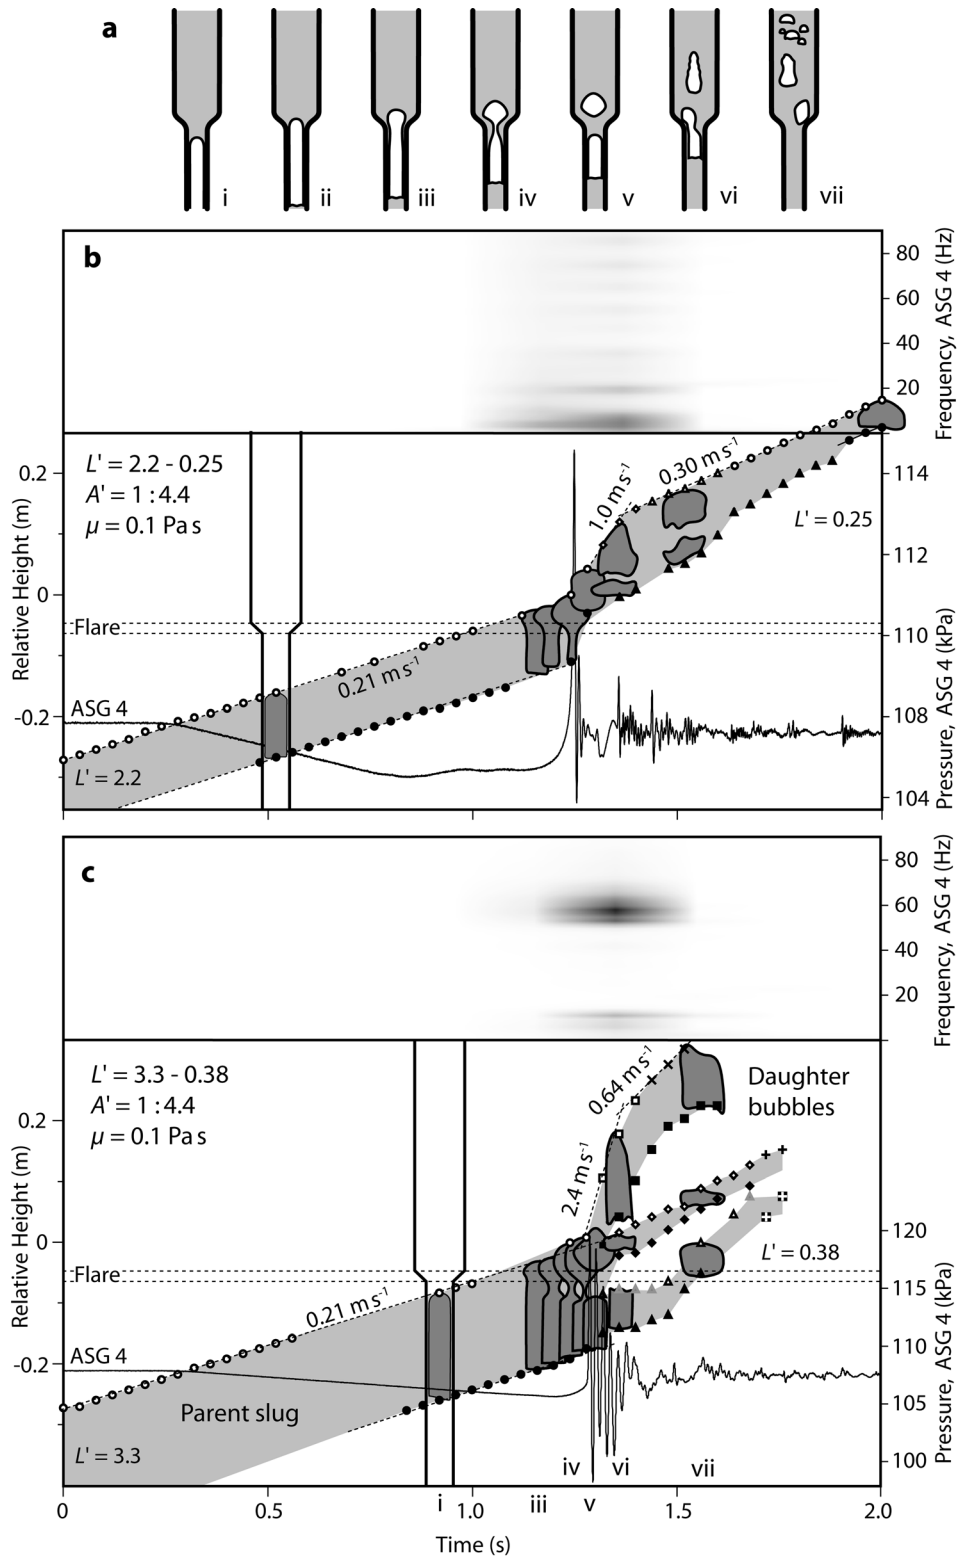 a
i
ii
iii
iv
v
vi
vii
b
80
60
40
20
Frequency, ASG 4 (Hz)
L' = 2.2 - 0.25
A' = 1 : 4.4
μ = 0.1 Pa s
0.2
0
-0.2
Relative Height (m)
Flare
ASG 4
L' = 2.2
0.21 m s⁻¹
1.0 m s⁻¹
0.30 m s⁻¹
L' = 0.25
114
112
110
108
104
Pressure, ASG 4 (kPa)
c
80
60
40
20
Frequency, ASG 4 (Hz)
L' = 3.3 - 0.38
A' = 1 : 4.4
μ = 0.1 Pa s
0.2
0
-0.2
Relative Height (m)
Flare
0.21 m s⁻¹
ASG 4
Parent slug
L' = 3.3
2.4 m s⁻¹
0.64 m s⁻¹
Daughter
bubbles
L' = 0.38
120
115
110
105
100
Pressure, ASG 4 (kPa)
i
iii
iv
v
vi
vii
0
0.5
1.0
1.5
2.0
Time (s)